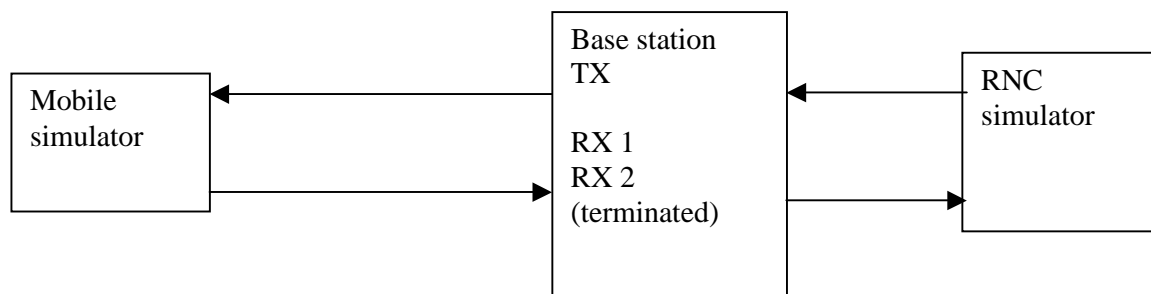 Mobile
simulator
Base station
TX
RX 1
RX 2
(terminated)
RNC
simulator